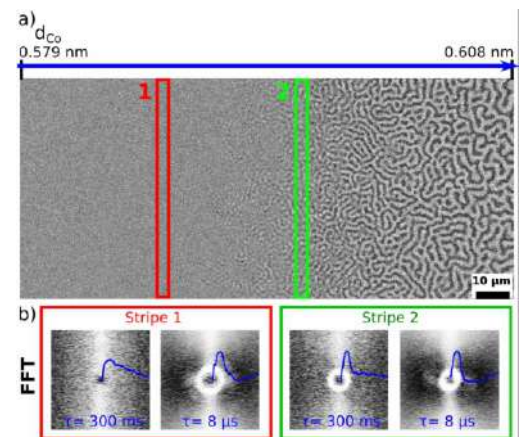 a)
d_Co
0.579 nm 0.608 nm
1 2
10 μm
b)
Stripe 1 Stripe 2
FFT
τ= 300 ms τ= 8 μs τ= 300 ms τ= 8 μs